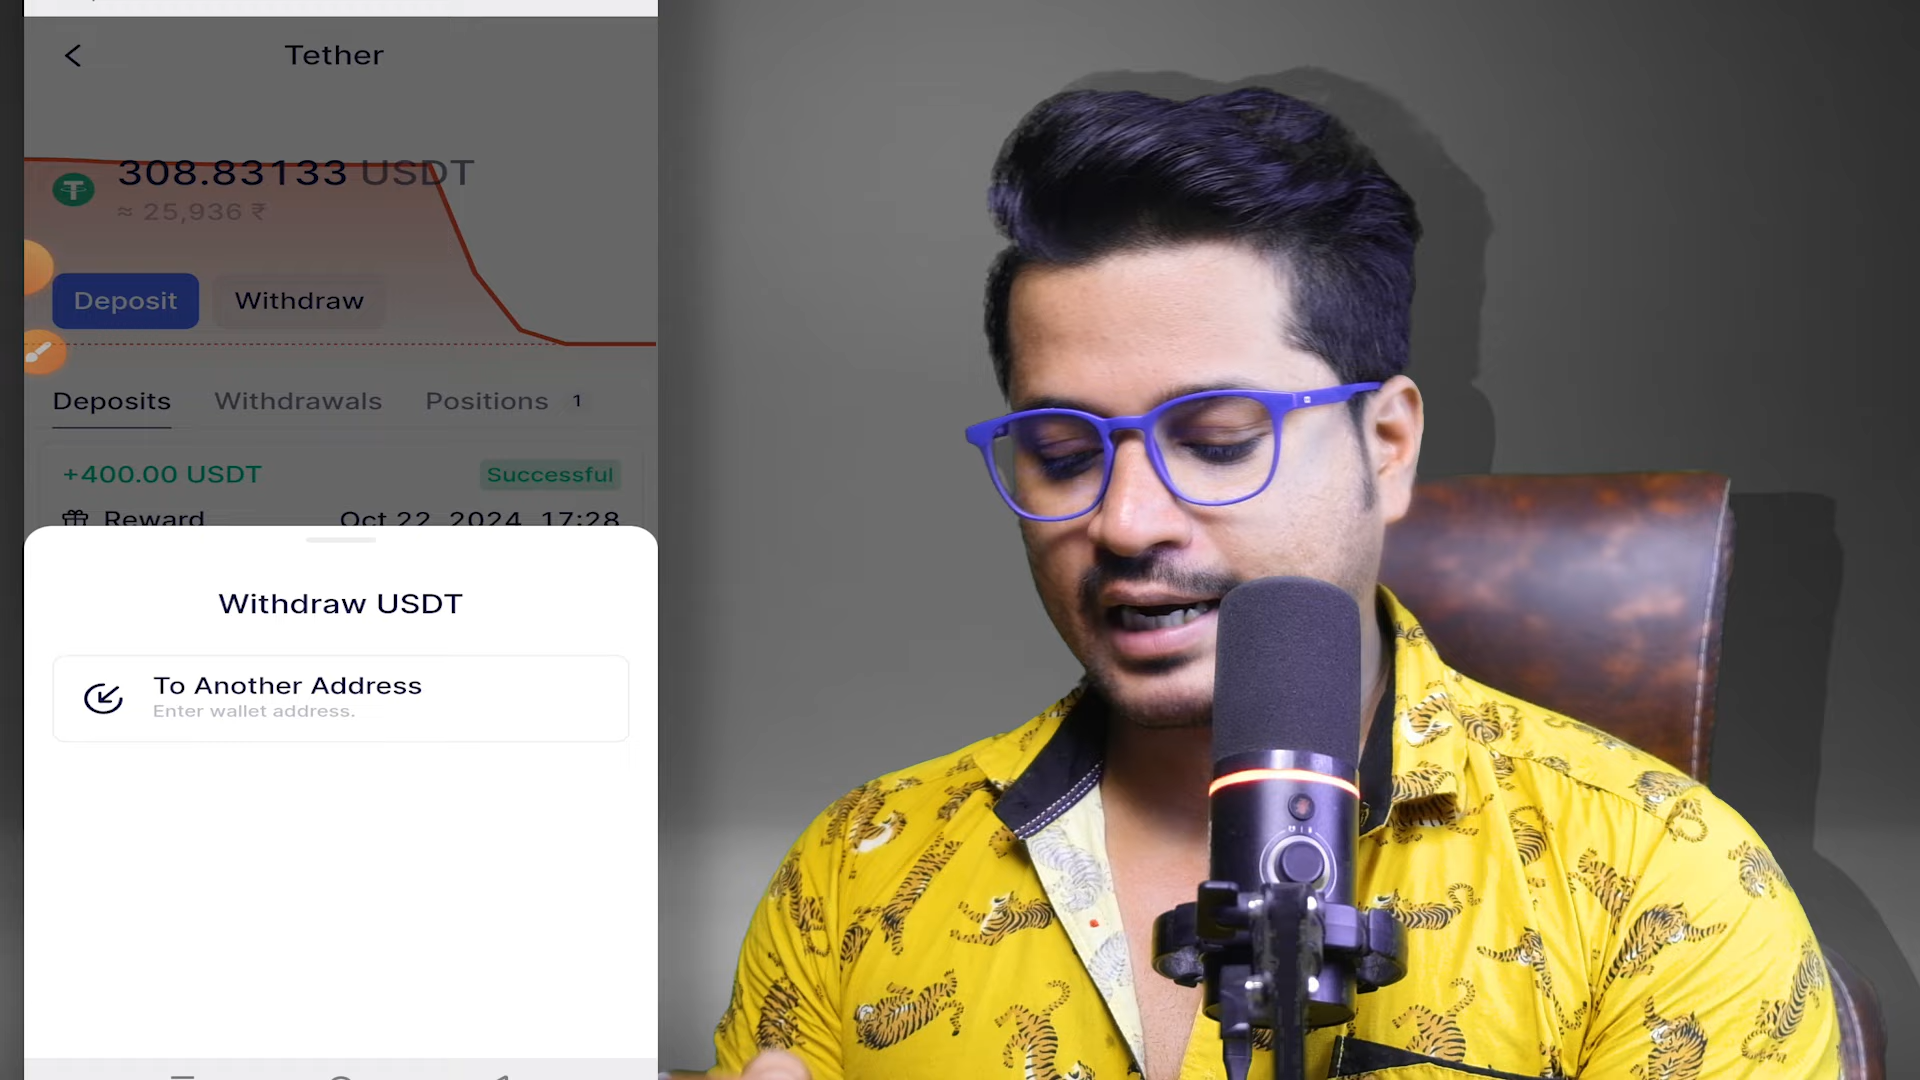 Tether
308.83133 USDT
≈ 25,936 ₹
Deposit Withdraw
Deposits Withdrawals Positions 1
+400.00 USDT Successful
Reward Oct 22, 2024, 17:28
Withdraw USDT
To Another Address
Enter wallet address.